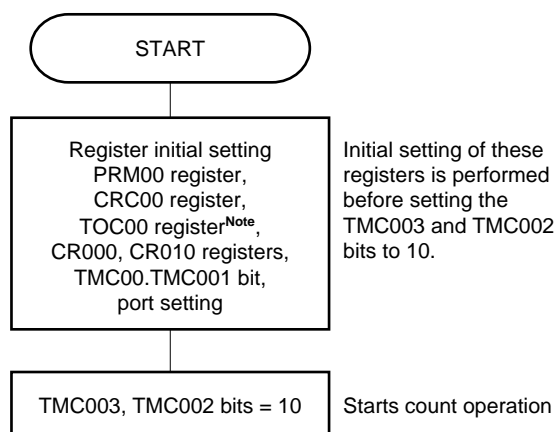 START
Register initial setting
PRM00 register,
CRC00 register,
TOC00 registerNote,
CR000, CR010 registers,
TMC00.TMC001 bit,
port setting
Initial setting of these
registers is performed
before setting the
TMC003 and TMC002
bits to 10.
TMC003, TMC002 bits = 10
Starts count operation